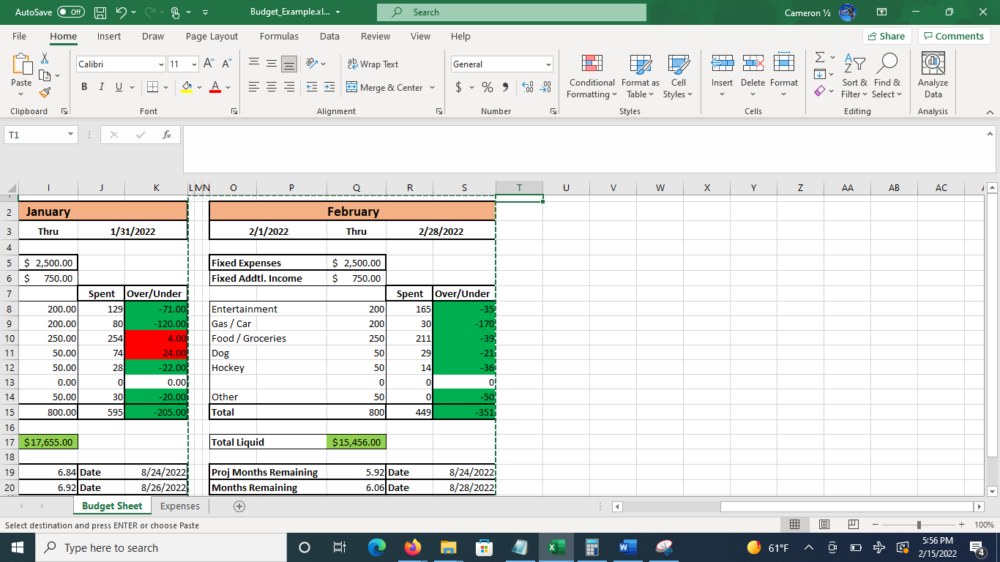 AutoSave Off Budget_Example.xl... Search Cameron ½
File Home Insert Draw Page Layout Formulas Data Review View Help Share Comments
Calibri 11 A A ab Wrap Text General
Paste Conditional Format as Cell Insert Delete Format Sort & Find & Analyze
B I U A Merge & Center $ % Formatting Table Styles Filter Select Data
Clipboard Font Alignment Number Styles Cells Editing Analysis
T1 fx
I J K L M N O P Q R S T U V W X Y Z AA AB AC
2 January February
3 Thru 1/31/2022 2/1/2022 Thru 2/28/2022
4
5 $ 2,500.00 Fixed Expenses $ 2,500.00
6 $ 750.00 Fixed Addtl. Income $ 750.00
7 Spent Over/Under Spent Over/Under
8 200.00 129 -71.00 Entertainment 200 165 -35
9 200.00 80 -120.00 Gas / Car 200 30 -170
10 250.00 254 4.00 Food / Groceries 250 211 -39
11 50.00 74 24.00 Dog 50 29 -21
12 50.00 28 -22.00 Hockey 50 14 -36
13 0.00 0 0.00 0 0 0
14 50.00 30 -20.00 Other 50 0 -50
15 800.00 595 -205.00 Total 800 449 -351
16
17 $17,655.00 Total Liquid $15,456.00
18
19 6.84 Date 8/24/2022 Proj Months Remaining 5.92 Date 8/24/2022
20 6.92 Date 8/26/2022 Months Remaining 6.06 Date 8/28/2022
Budget Sheet Expenses
Select destination and press ENTER or choose Paste 100%
Type here to search 61°F 5:56 PM
2/15/2022 4